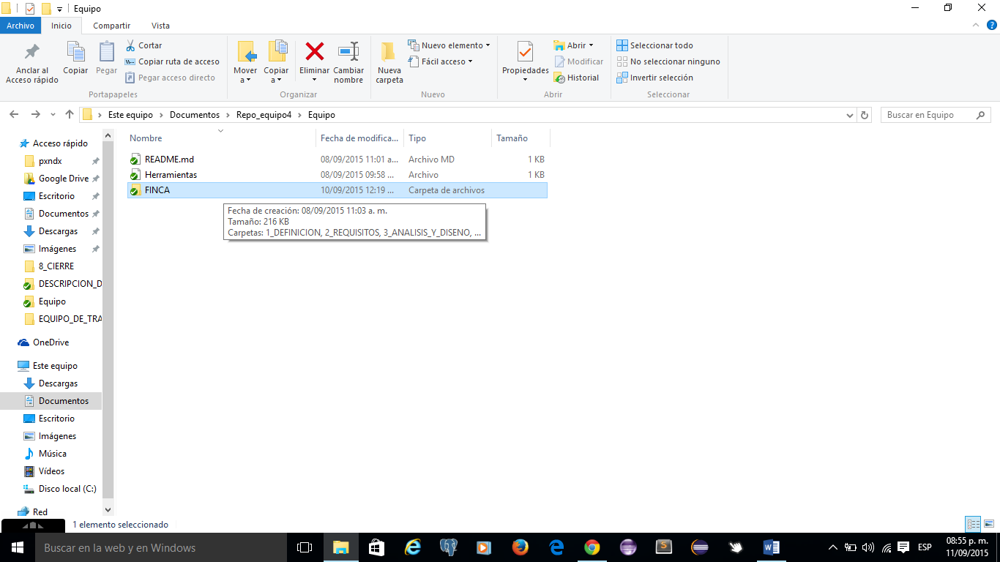 Equipo
Archivo Inicio Compartir Vista
Anclar al Acceso rápido
Copiar
Pegar
Cortar
Copiar ruta de acceso
Pegar acceso directo
Portapapeles
Mover a
Copiar a
Eliminar
Cambiar nombre
Organizar
Nueva carpeta
Nuevo elemento
Fácil acceso
Nuevo
Propiedades
Abrir
Modificar
Historial
Abrir
Seleccionar todo
No seleccionar ninguno
Invertir selección
Seleccionar
Este equipo Documentos Repo_equipo4 Equipo
Buscar en Equipo
Acceso rápido
pxndx
Google Drive
Escritorio
Documentos
Descargas
Imágenes
8_CIERRE
DESCRIPCION_D
Equipo
EQUIPO_DE_TRA
OneDrive
Este equipo
Descargas
Documentos
Escritorio
Imágenes
Música
Vídeos
Disco local (C:)
Red
Nombre Fecha de modifica... Tipo Tamaño
README.md 08/09/2015 11:01 a... Archivo MD 1 KB
Herramientas 08/09/2015 09:58 ... Archivo 1 KB
FINCA 10/09/2015 12:19 ... Carpeta de archivos
Fecha de creación: 08/09/2015 11:03 a. m.
Tamaño: 216 KB
Carpetas: 1_DEFINICION, 2_REQUISITOS, 3_ANALISIS_Y_DISENO, ...
1 elemento seleccionado
Buscar en la web y en Windows
ESP
08:55 p. m.
11/09/2015